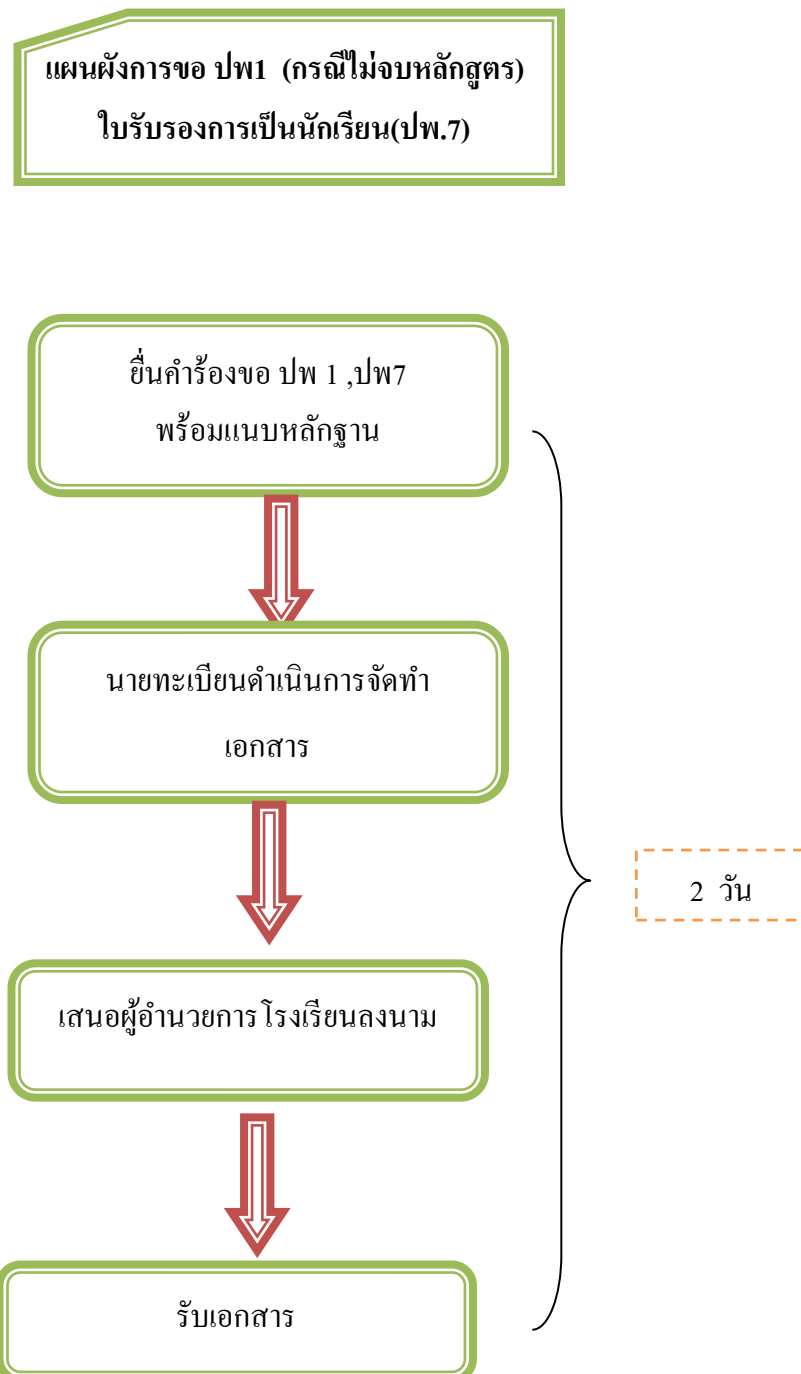 แผนผังการขอ ปพ1 (กรณีไม่จบหลักสูตร)
ใบรับรองการเป็นนักเรียน(ปพ.7)
ยื่นคำร้องขอ ปพ 1 ,ปพ7
พร้อมแนบหลักฐาน
นายทะเบียนดำเนินการจัดทำ
เอกสาร
2 วัน
เสนอผู้อำนวยการโรงเรียนลงนาม
รับเอกสาร